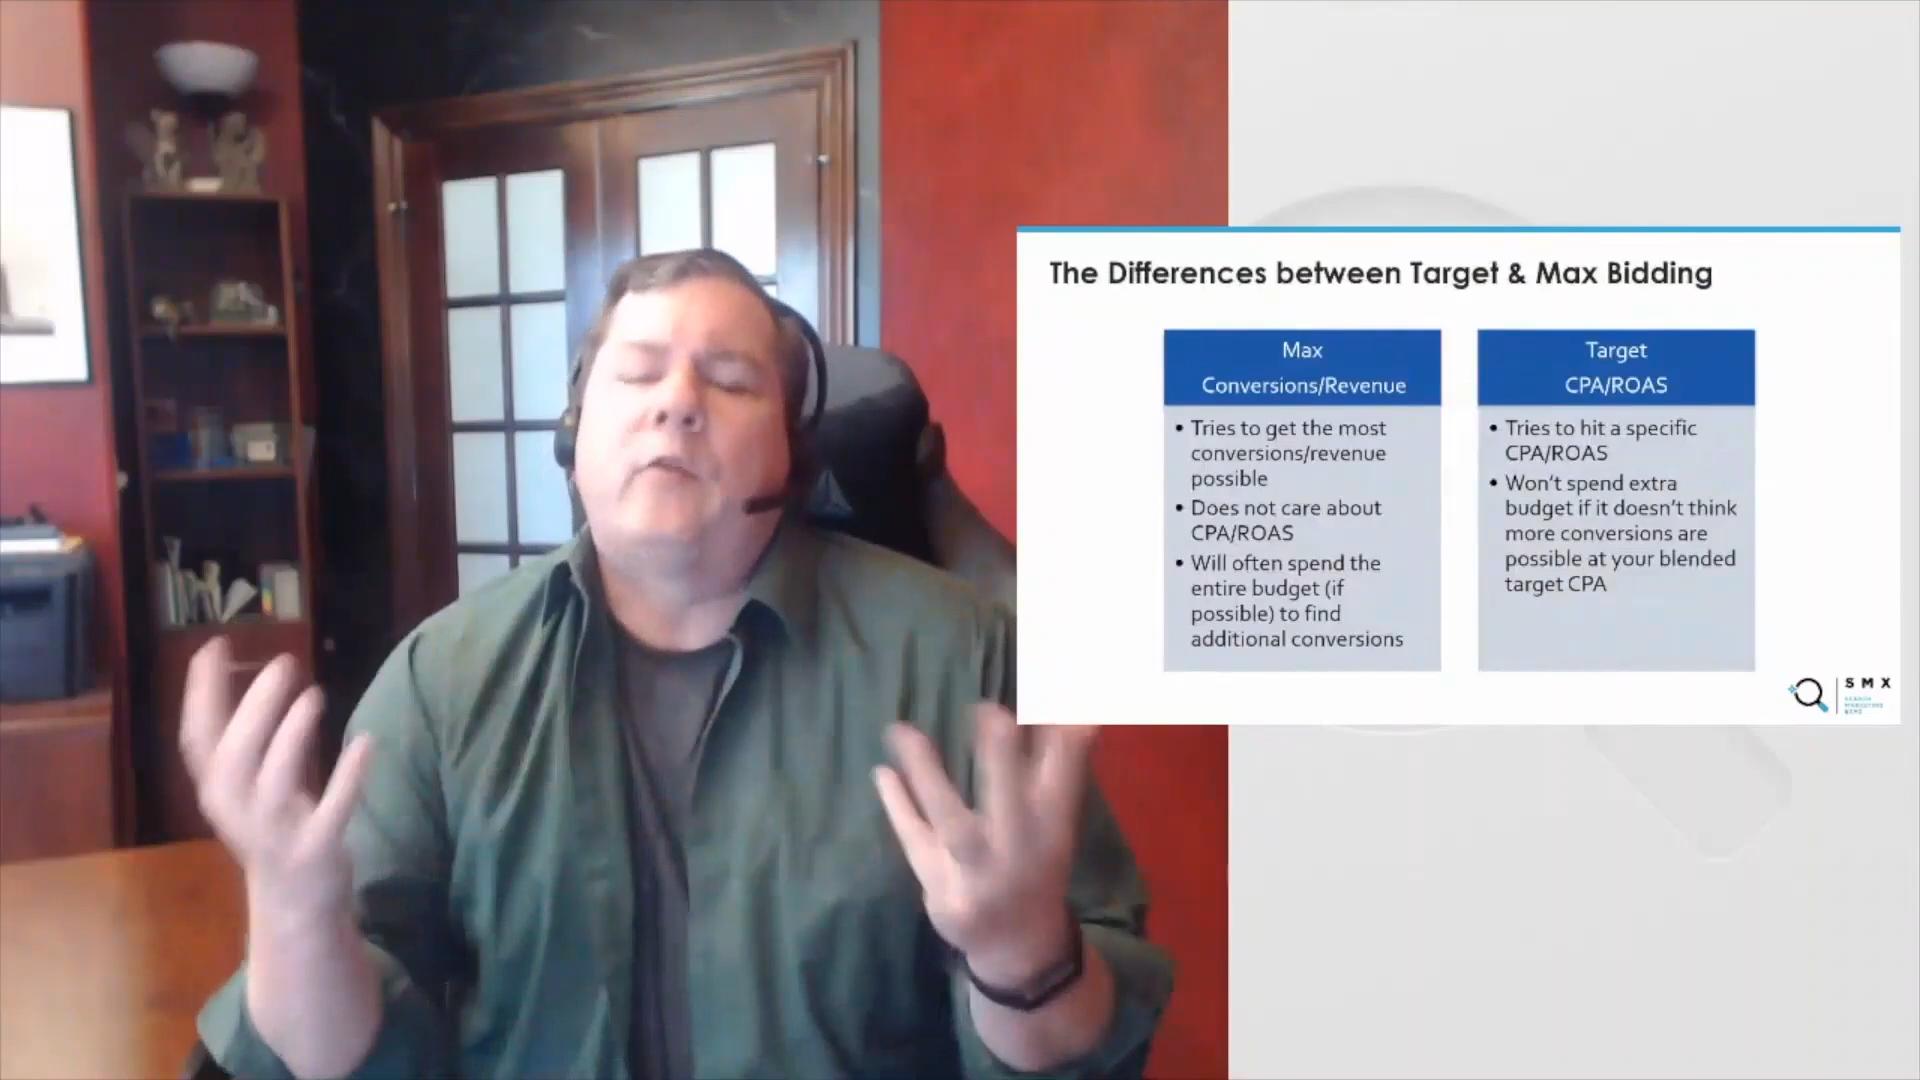 The Differences between Target & Max Bidding
Max
Conversions/Revenue
• Tries to get the most
conversions/revenue
possible
• Does not care about
CPA/ROAS
• Will often spend the
entire budget (if
possible) to find
additional conversions
Target
CPA/ROAS
• Tries to hit a specific
CPA/ROAS
• Won't spend extra
budget if it doesn't think
more conversions are
possible at your blended
target CPA
SMX
SEARCH
MARKETING
EXPO